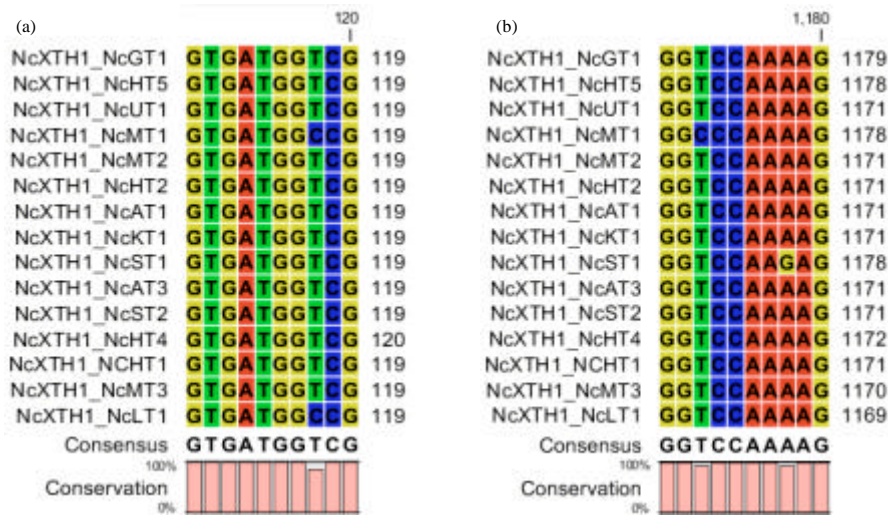 (a)
120
NcXTH1_NcGT1 GTGATGGTCG 119
NcXTH1_NcHT5 GTGATGGTCG 119
NcXTH1_NcUT1 GTGATGGTCG 119
NcXTH1_NcMT1 GTGATGGCCG 119
NcXTH1_NcMT2 GTGATGGTCG 119
NcXTH1_NcHT2 GTGATGGTCG 119
NcXTH1_NcAT1 GTGATGGTCG 119
NcXTH1_NcKT1 GTGATGGTCG 119
NcXTH1_NcST1 GTGATGGTCG 119
NcXTH1_NcAT3 GTGATGGTCG 119
NcXTH1_NcST2 GTGATGGTCG 119
NcXTH1_NcHT4 GTGATGGTCG 120
NcXTH1_NCHT1 GTGATGGTCG 119
NcXTH1_NcMT3 GTGATGGTCG 119
NcXTH1_NcLT1 GTGATGGCCG 119
Consensus GTGATGGTCG
100%
Conservation
0%
(b)
1,180
NcXTH1_NcGT1 GGTCCAAAAG 1179
NcXTH1_NcHT5 GGTCCAAAAG 1178
NcXTH1_NcUT1 GGTCCAAAAG 1171
NcXTH1_NcMT1 GGCCCAAAAG 1178
NcXTH1_NcMT2 GGTCCAAAAG 1171
NcXTH1_NcHT2 GGTCCAAAAG 1171
NcXTH1_NcAT1 GGTCCAAAAG 1171
NcXTH1_NcKT1 GGTCCAAAAG 1171
NcXTH1_NcST1 GGTCCAAGAG 1178
NcXTH1_NcAT3 GGTCCAAAAG 1171
NcXTH1_NcST2 GGTCCAAAAG 1171
NcXTH1_NcHT4 GGTCCAAAAG 1172
NcXTH1_NCHT1 GGTCCAAAAG 1171
NcXTH1_NcMT3 GGTCCAAAAG 1170
NcXTH1_NcLT1 GGTCCAAAAG 1169
Consensus GGTCCAAAAG
100%
Conservation
0%